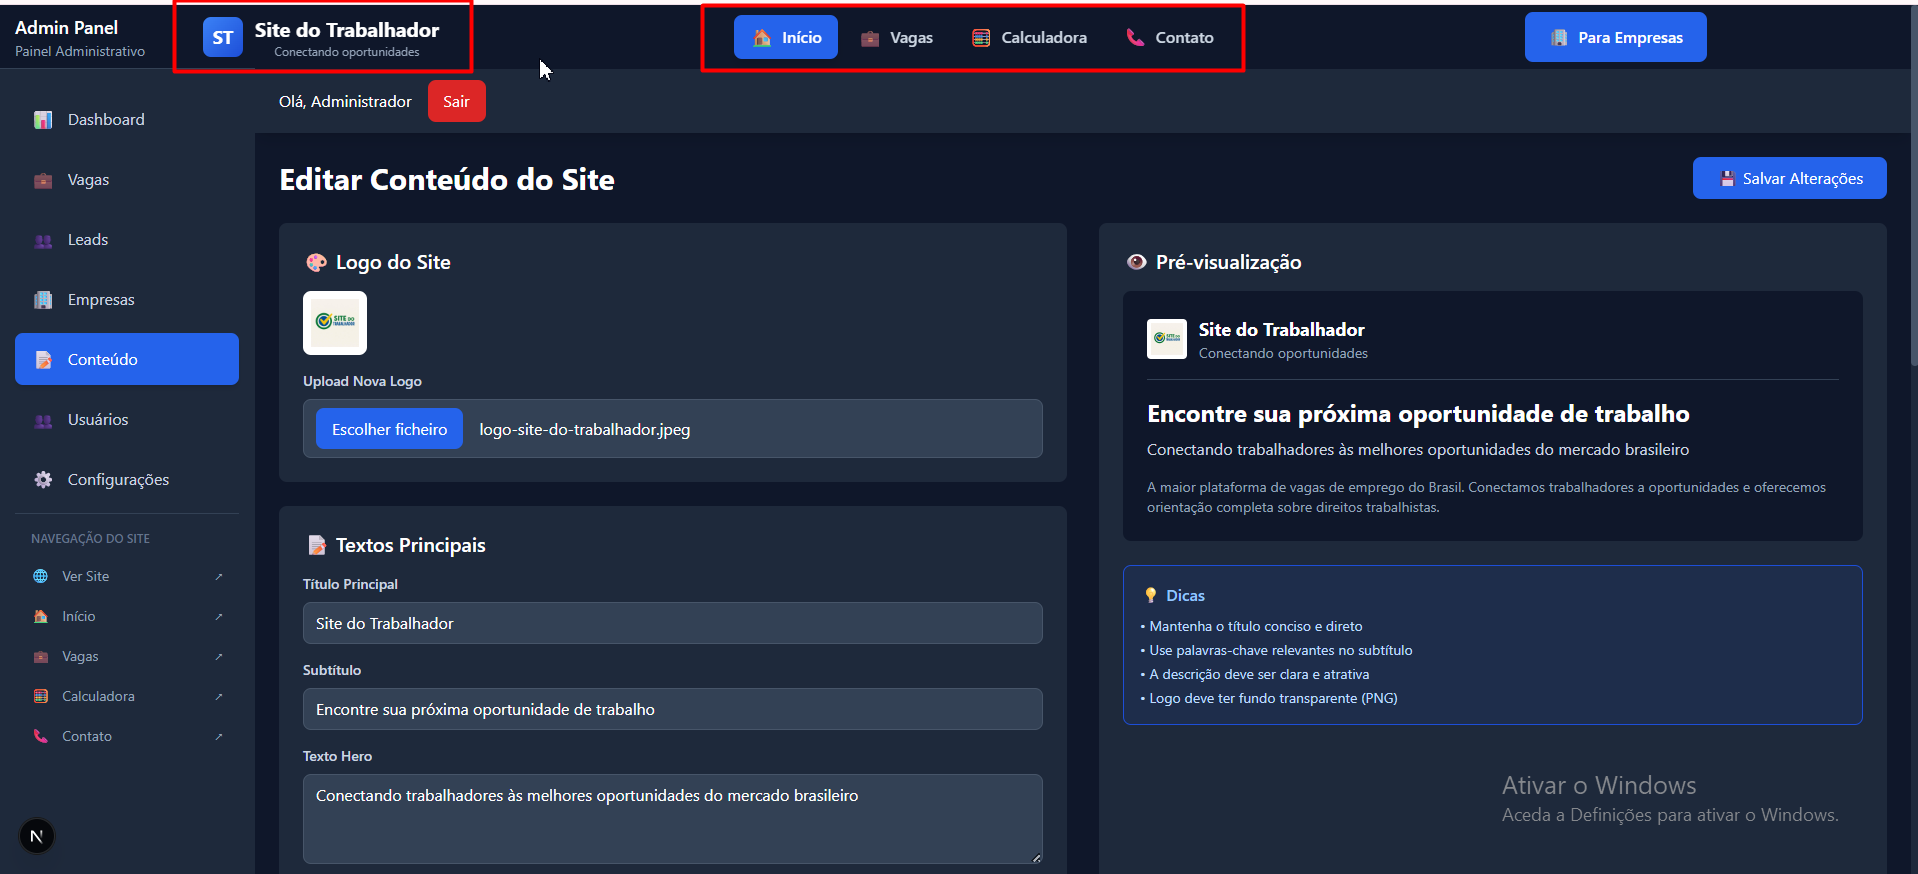 Admin Panel
Painel Administrativo
ST
Site do Trabalhador
Conectando oportunidades
Início
Vagas
Calculadora
Contato
Para Empresas
Olá, Administrador
Sair
Dashboard
Vagas
Leads
Empresas
Conteúdo
Usuários
Configurações
NAVEGAÇÃO DO SITE
Ver Site
Início
Vagas
Calculadora
Contato
N
Editar Conteúdo do Site
Salvar Alterações
Logo do Site
SITE DO
TRABALHADOR
Upload Nova Logo
Escolher ficheiro
logo-site-do-trabalhador.jpeg
Textos Principais
Título Principal
Site do Trabalhador
Subtítulo
Encontre sua próxima oportunidade de trabalho
Texto Hero
Conectando trabalhadores às melhores oportunidades do mercado brasileiro
Pré-visualização
SITE DO
TRABALHADOR
Site do Trabalhador
Conectando oportunidades
Encontre sua próxima oportunidade de trabalho
Conectando trabalhadores às melhores oportunidades do mercado brasileiro
A maior plataforma de vagas de emprego do Brasil. Conectamos trabalhadores a oportunidades e oferecemos
orientação completa sobre direitos trabalhistas.
Dicas
• Mantenha o título conciso e direto
• Use palavras-chave relevantes no subtítulo
• A descrição deve ser clara e atrativa
• Logo deve ter fundo transparente (PNG)
Ativar o Windows
Aceda a Definições para ativar o Windows.